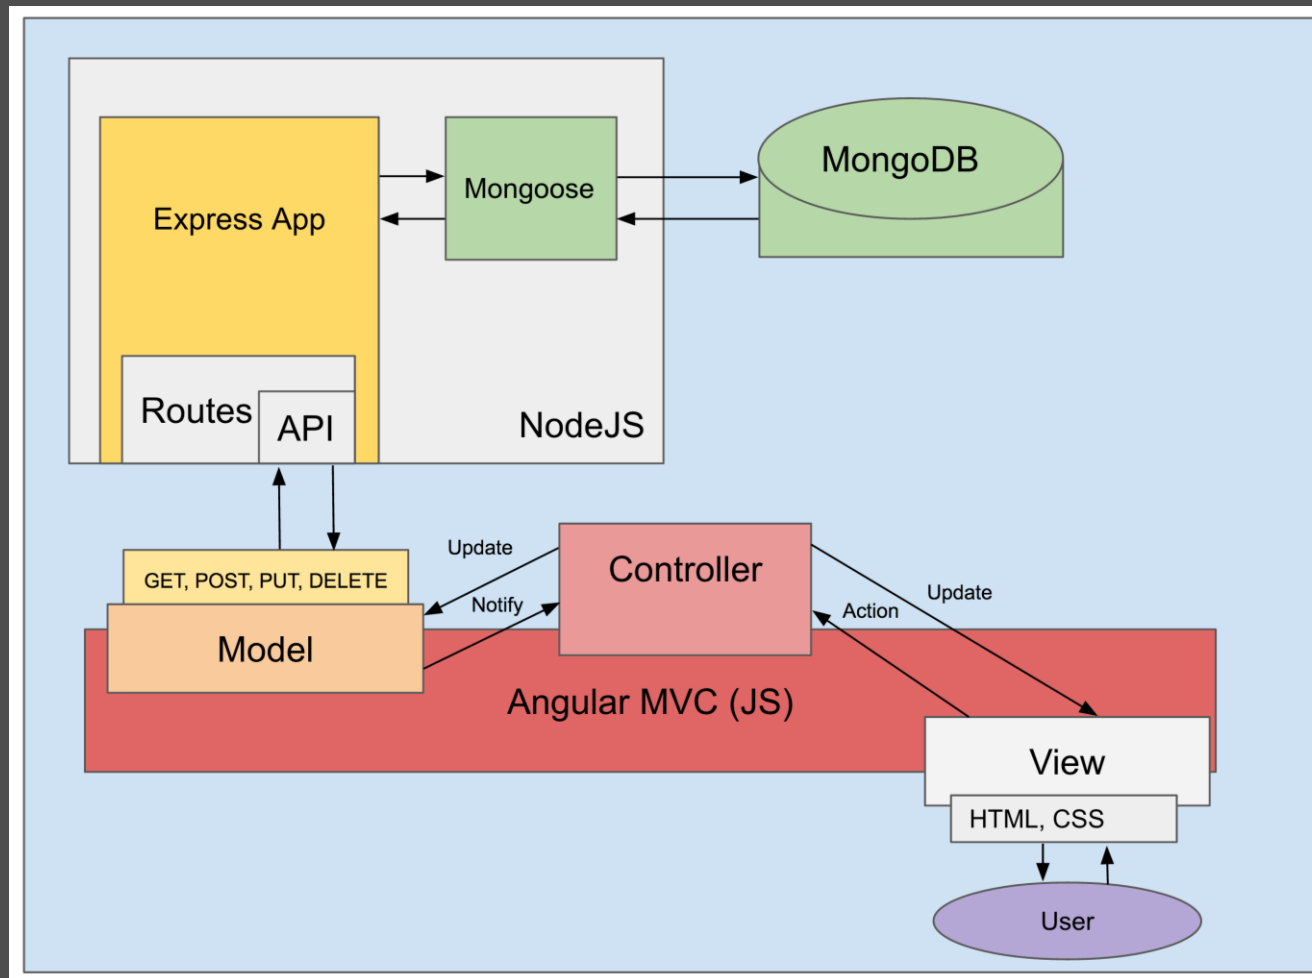 MongoDB
Mongoose
Express App
Routes
API
NodeJS
GET, POST, PUT, DELETE
Update
Controller
Notify
Action
Update
Model
Angular MVC (JS)
View
HTML, CSS
User